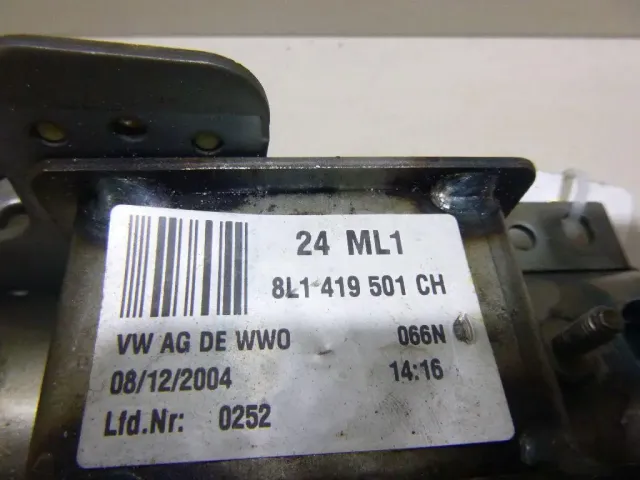 24 ML1
8L1 419 501 CH
VW AG DE WWO 066N
08/12/2004 14:16
Lfd.Nr: 0252